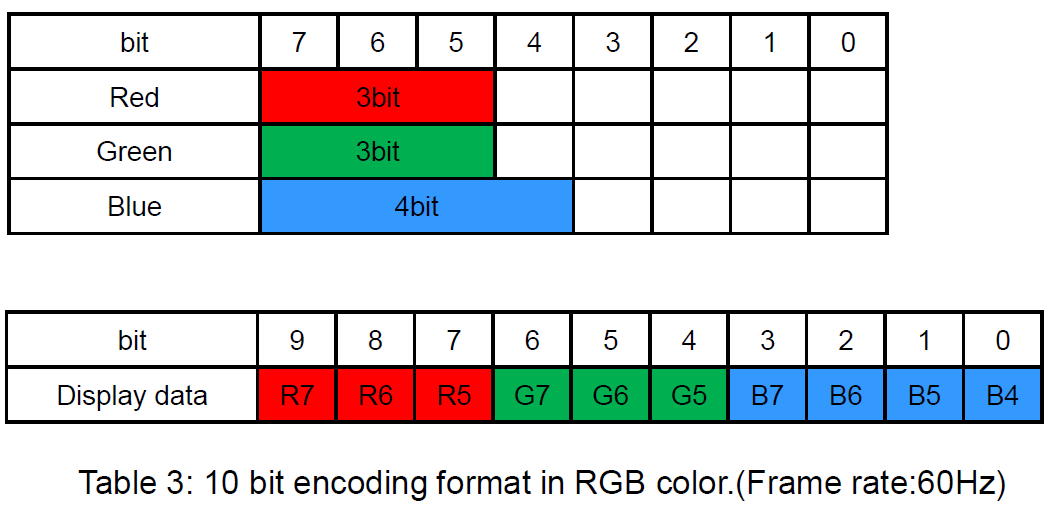 bit 7 6 5 4 3 2 1 0
Red 3bit
Green 3bit
Blue 4bit
bit 9 8 7 6 5 4 3 2 1 0
Display data R7 R6 R5 G7 G6 G5 B7 B6 B5 B4
Table 3: 10 bit encoding format in RGB color.(Frame rate:60Hz)